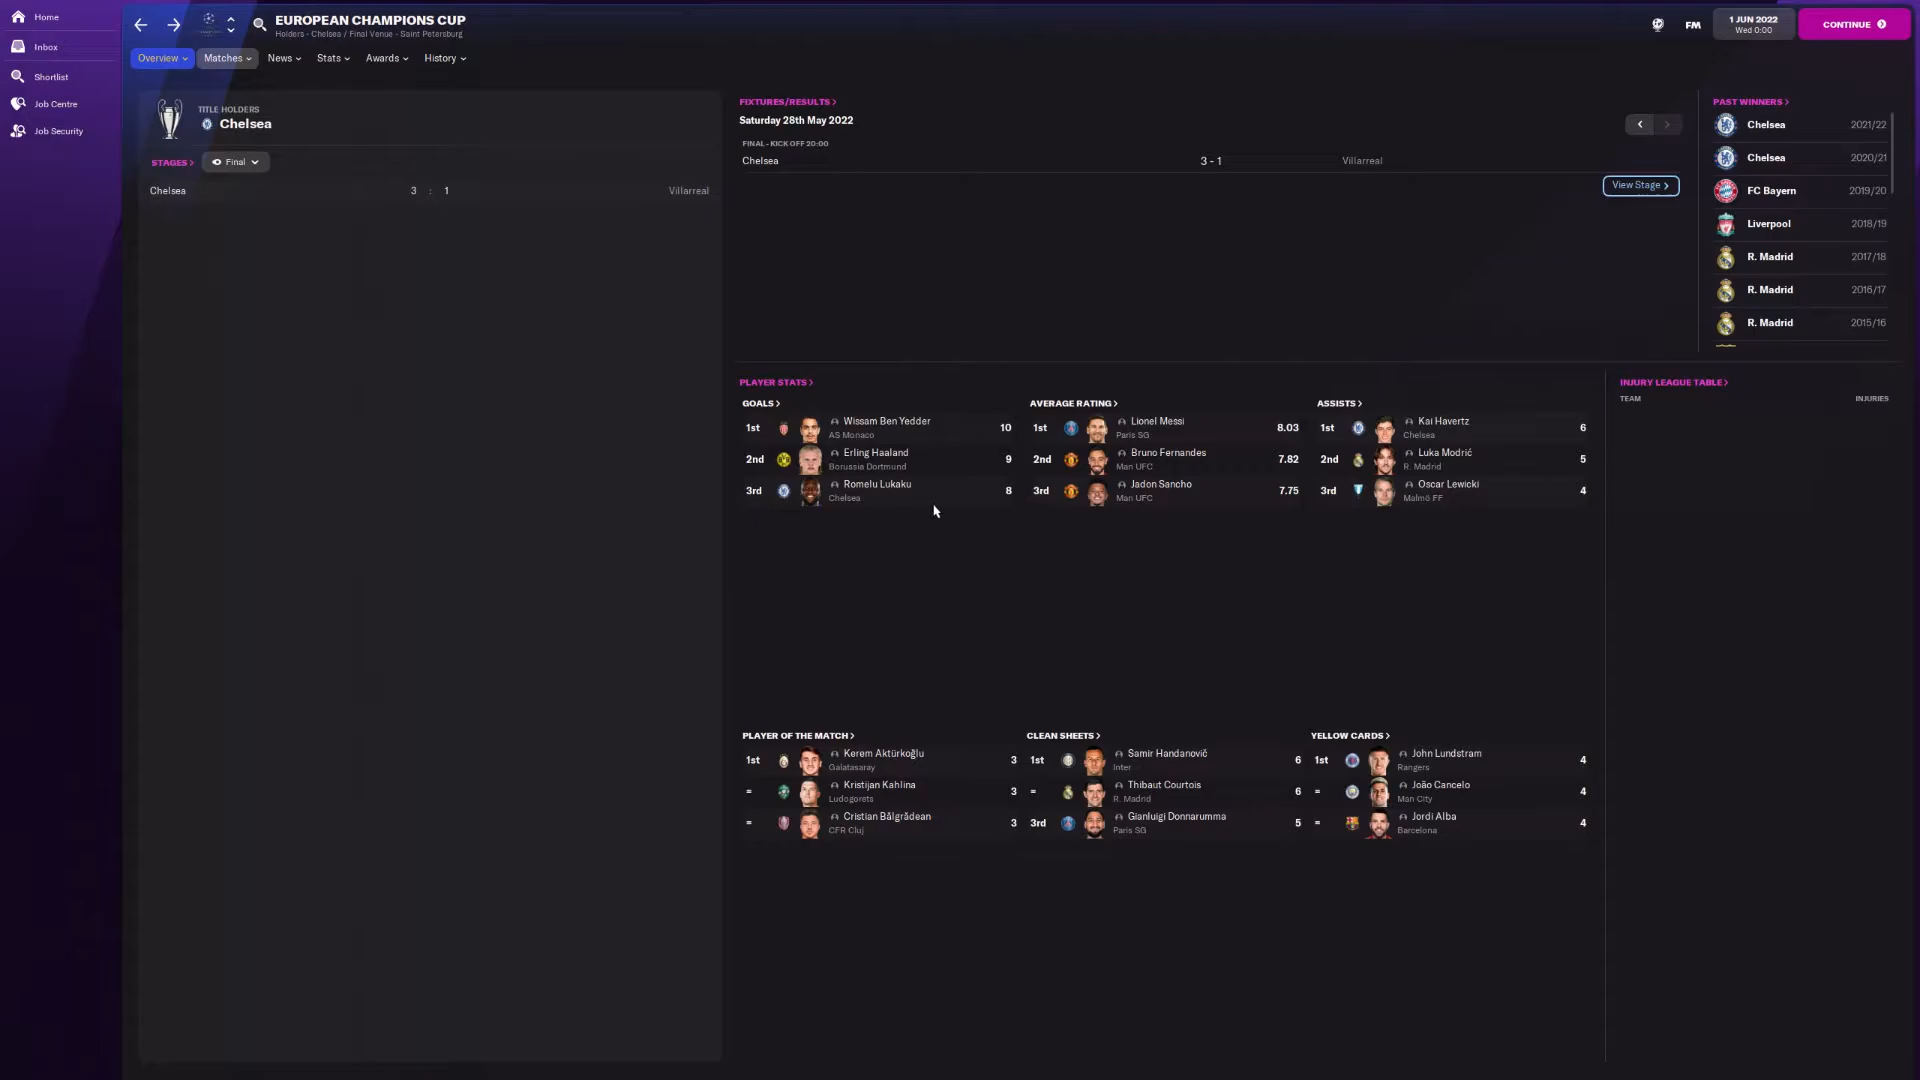 Home
Inbox
Shortlist
Job Centre
Job Security
EUROPEAN CHAMPIONS CUP
Holders - Chelsea / Final Venue - Saint Petersburg
FM
1 JUN 2022
Wed 0:00
CONTINUE
Overview
Matches
News
Stats
Awards
History
TITLE HOLDERS
Chelsea
STAGES
Final
Chelsea 3 : 1 Villarreal
FIXTURES/RESULTS
Saturday 28th May 2022
FINAL - KICK OFF 20:00
Chelsea 3 - 1 Villarreal
View Stage
PAST WINNERS
Chelsea 2021/22
Chelsea 2020/21
FC Bayern 2019/20
Liverpool 2018/19
R. Madrid 2017/18
R. Madrid 2016/17
R. Madrid 2015/16
PLAYER STATS
GOALS
1st Wissam Ben Yedder 10
AS Monaco
2nd Erling Haaland 9
Borussia Dortmund
3rd Romelu Lukaku 8
Chelsea
AVERAGE RATING
1st Lionel Messi 8.03
Paris SG
2nd Bruno Fernandes 7.82
Man UFC
3rd Jadon Sancho 7.75
Man UFC
ASSISTS
1st Kai Havertz 6
Chelsea
2nd Luka Modrić 5
R. Madrid
3rd Oscar Lewicki 4
Malmö FF
INJURY LEAGUE TABLE
TEAM INJURIES
PLAYER OF THE MATCH
1st Kerem Aktürkoğlu 3
Galatasaray
= Kristijan Kahlina 3
Ludogorets
= Cristian Bălgrădean 3
CFR Cluj
CLEAN SHEETS
1st Samir Handanovič 6
Inter
= Thibaut Courtois 6
R. Madrid
3rd Gianluigi Donnarumma 5
Paris SG
YELLOW CARDS
1st John Lundstram 4
Rangers
= João Cancelo 4
Man City
= Jordi Alba 4
Barcelona